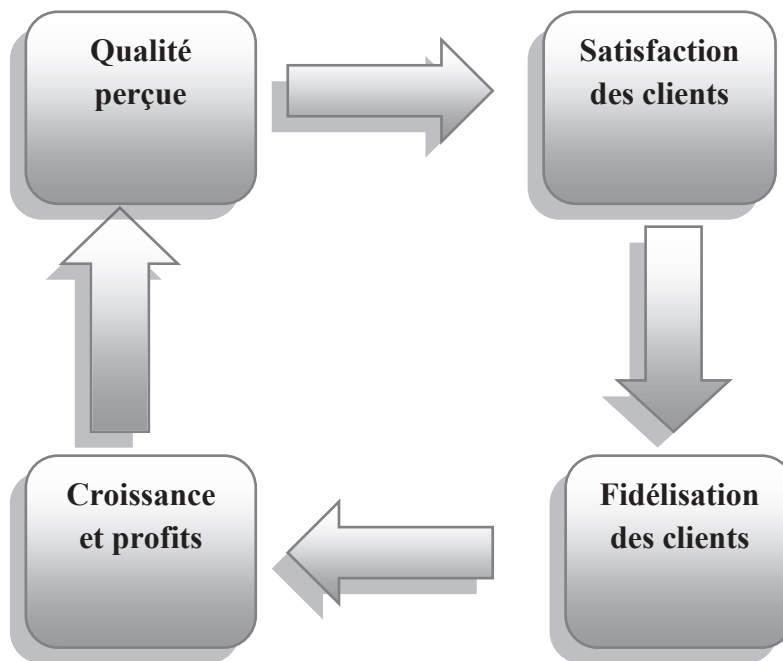 Qualité
perçue
Satisfaction
des clients
Croissance
et profits
Fidélisation
des clients